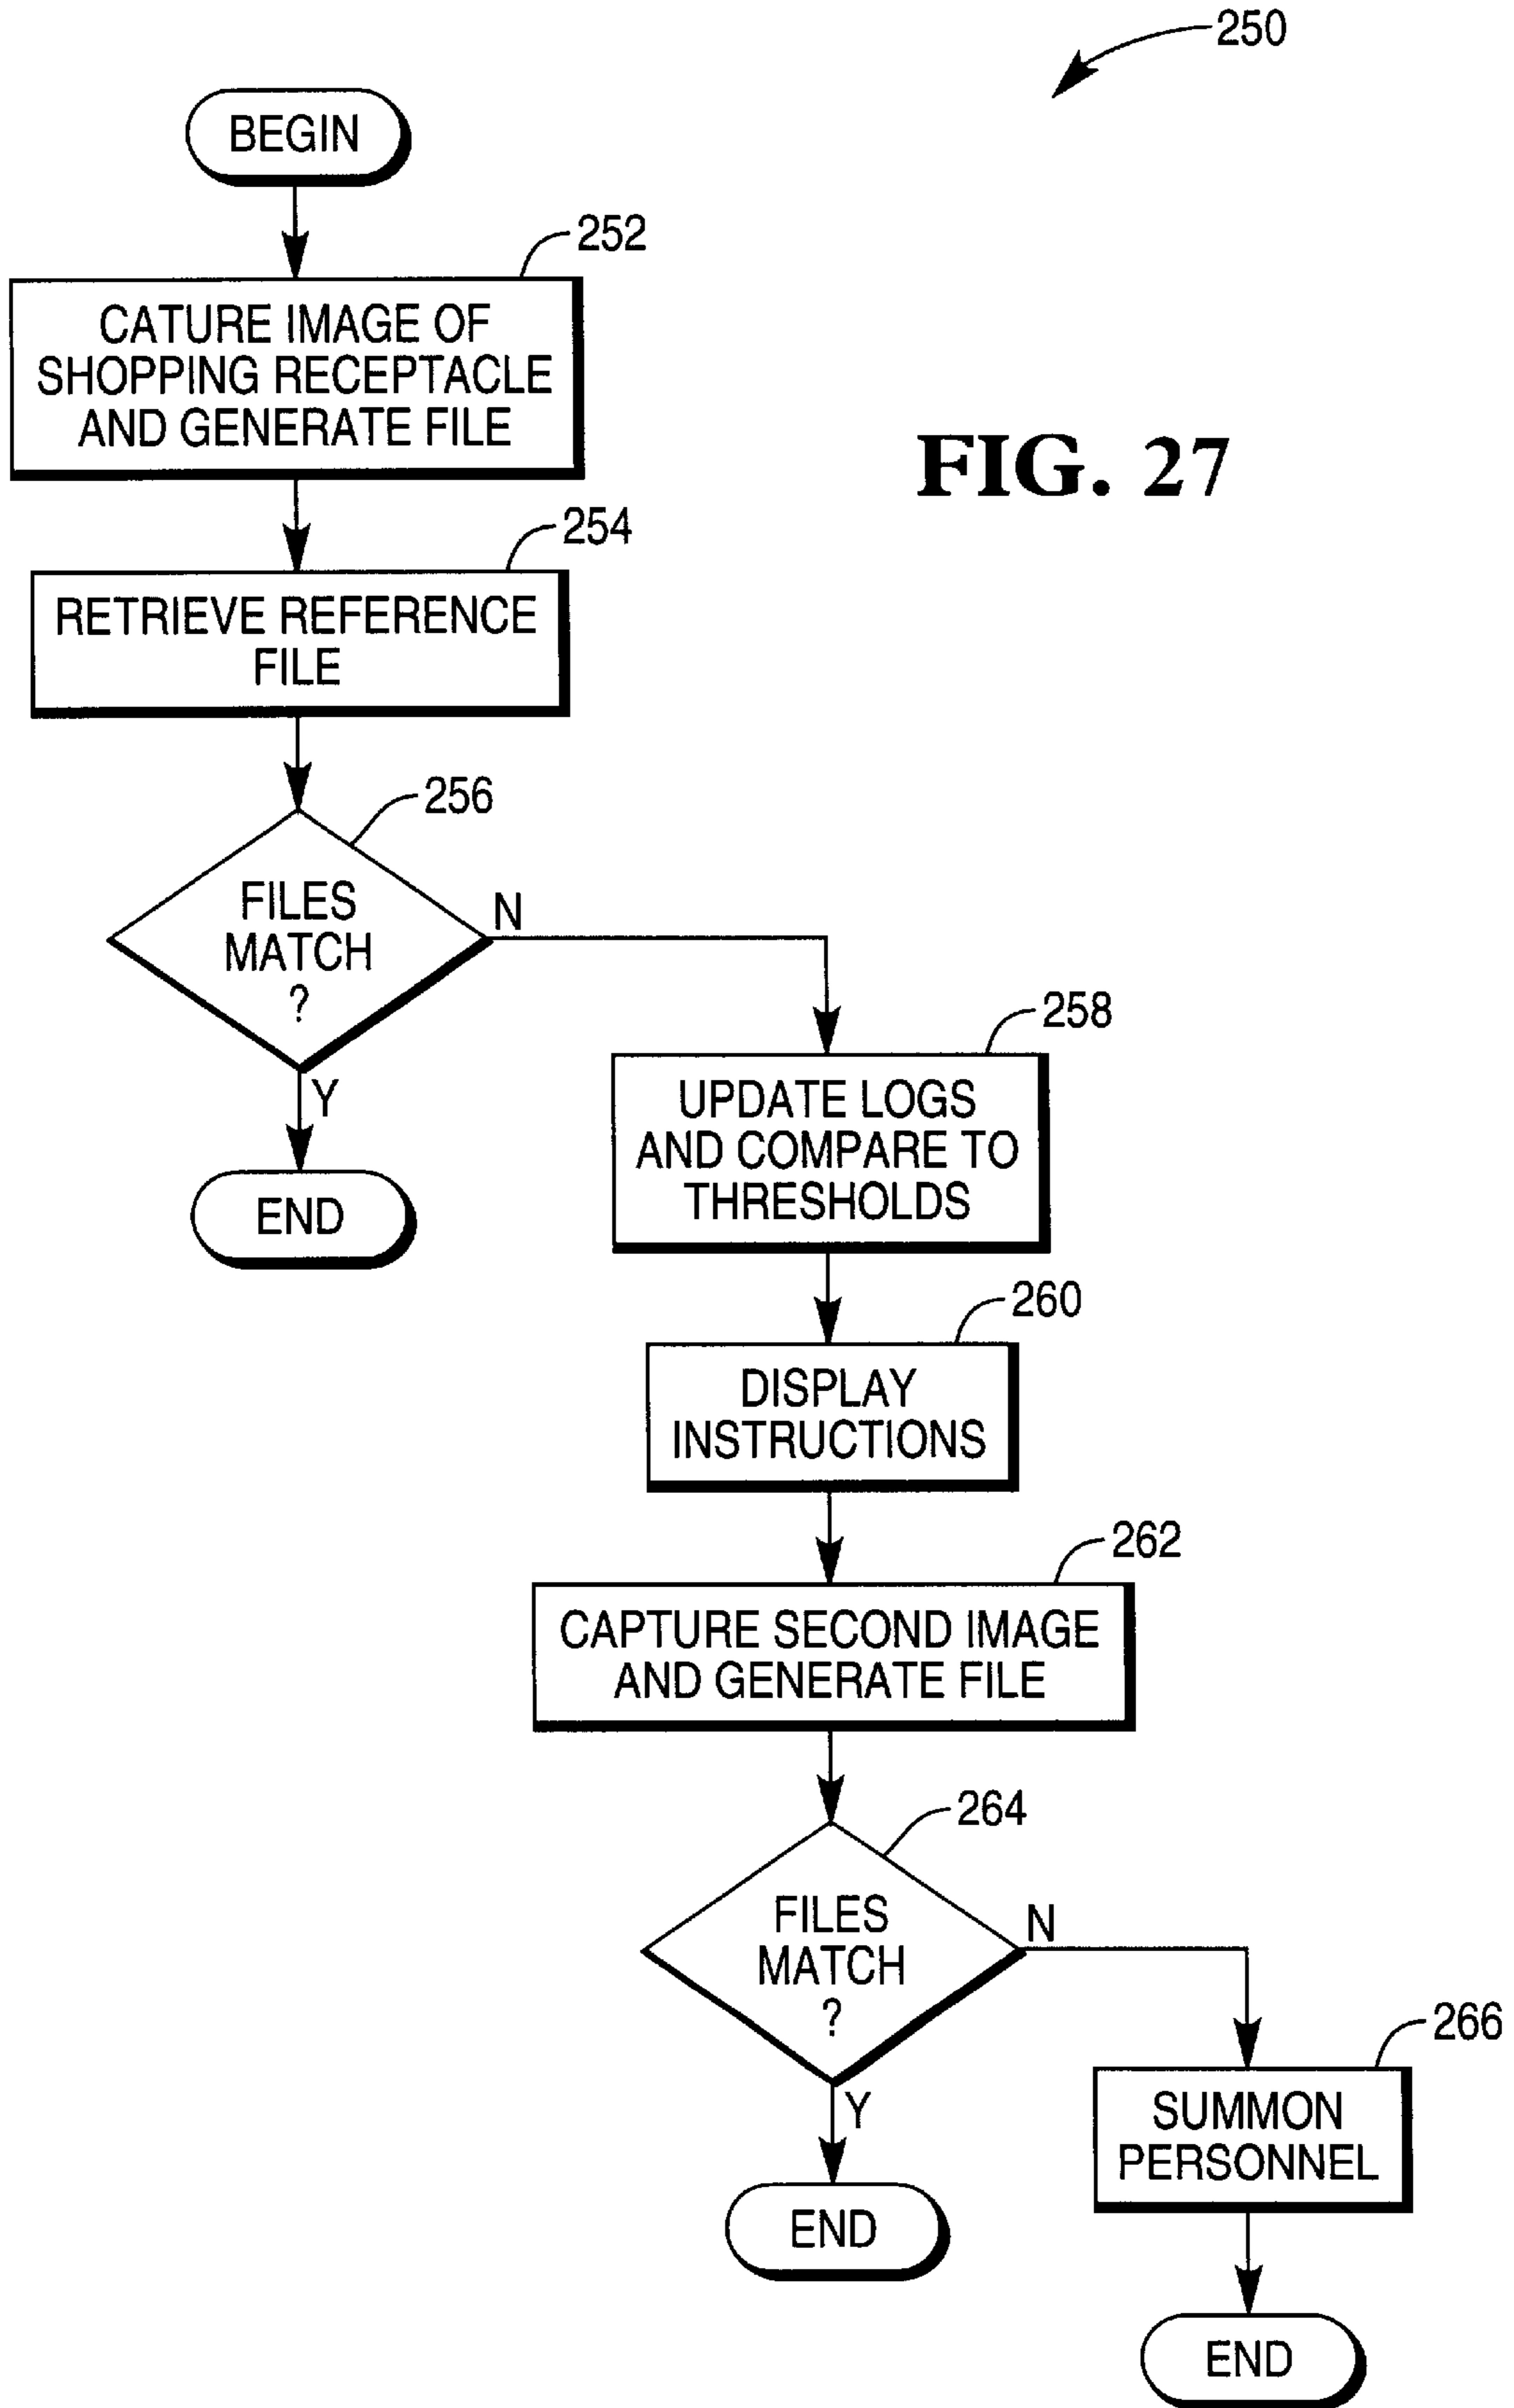 250
BEGIN
252
CATURE IMAGE OF
SHOPPING RECEPTACLE
AND GENERATE FILE
FIG. 27
254
RETRIEVE REFERENCE
FILE
256
FILES
MATCH
?
N
Y
END
258
UPDATE LOGS
AND COMPARE TO
THRESHOLDS
260
DISPLAY
INSTRUCTIONS
262
CAPTURE SECOND IMAGE
AND GENERATE FILE
264
FILES
MATCH
?
N
Y
END
266
SUMMON
PERSONNEL
END